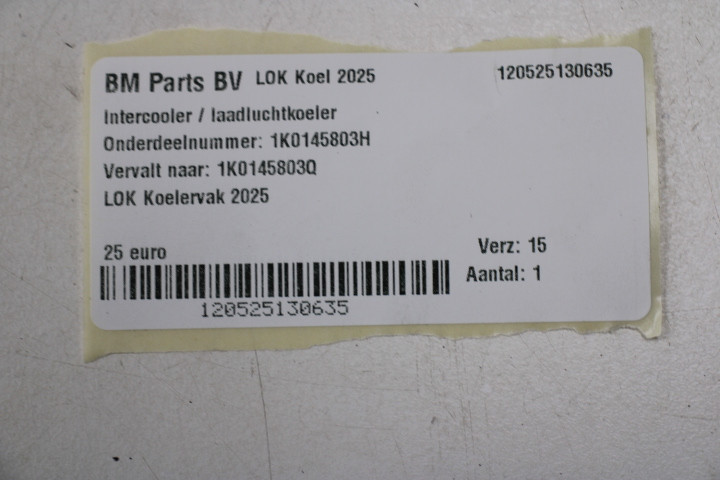 BM Parts BV LOK Koel 2025 120525130635
Intercooler / laadluchtkoeler
Onderdeelnummer: 1K0145803H
Vervalt naar: 1K0145803Q
LOK Koelervak 2025
25 euro Verz: 15
Aantal: 1
120525130635